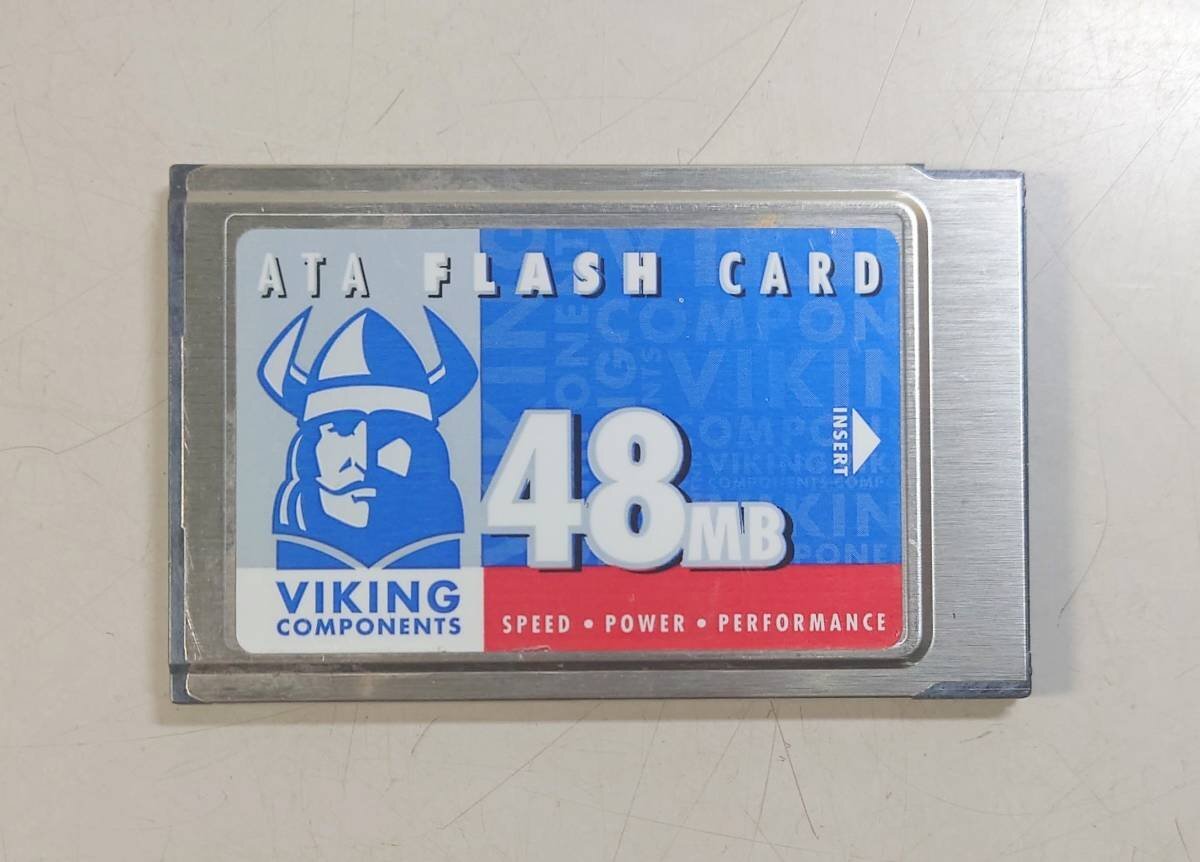 ATA FLASH CARD
48MB
INSERT
VIKING
COMPONENTS
SPEED • POWER • PERFORMANCE